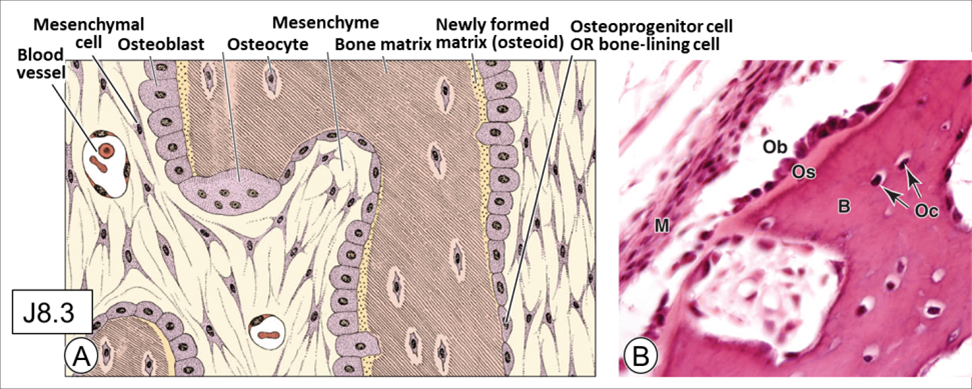 Mesenchymal
cell
Blood
vessel
Osteoblast
Osteocyte
Mesenchyme
Bone matrix
Newly formed
matrix (osteoid)
Osteoprogenitor cell
OR bone-lining cell
J8.3
A
Ob
Os
B
Oc
M
B